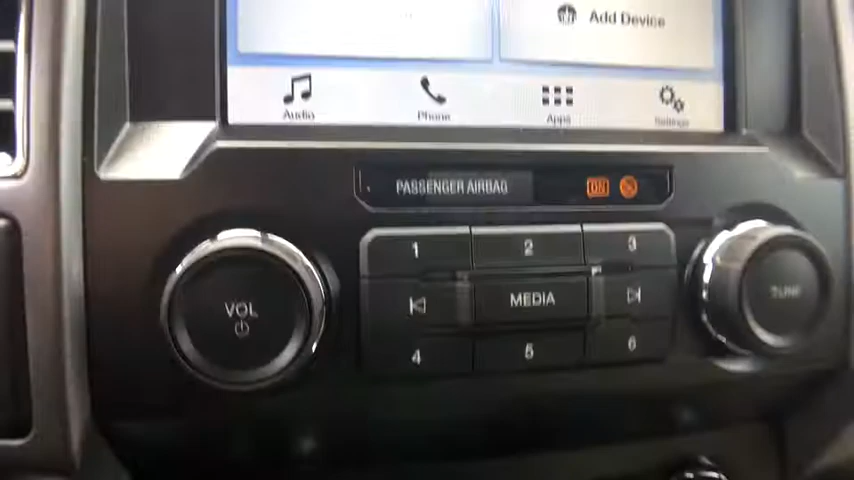 Add Device
Audio Phone Apps Settings
PASSENGER AIRBAG ON
1 2 3
VOL MEDIA TUNE
4 5 6